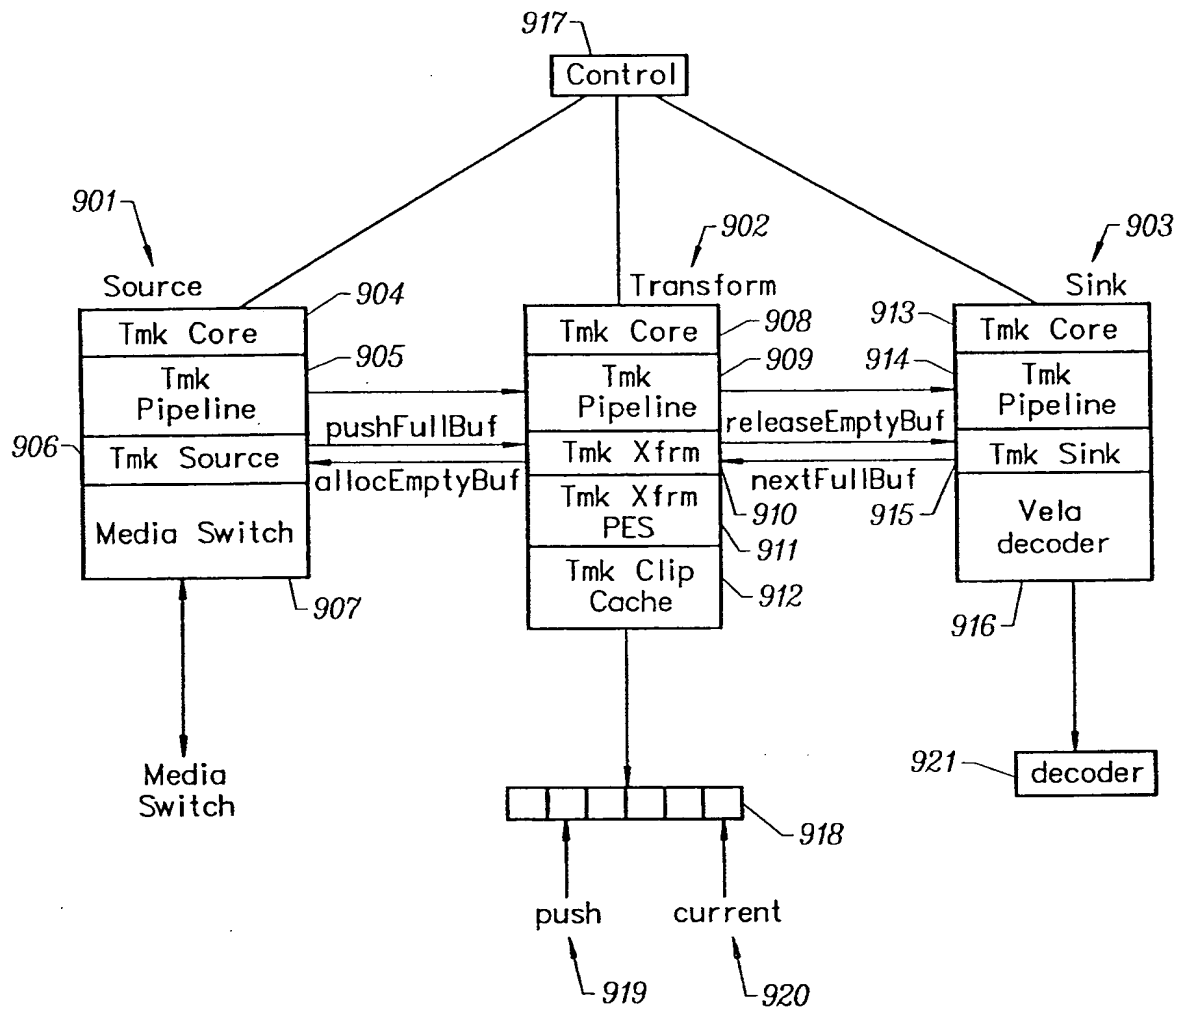 917
Control
901
902
903
Source
Transform
Sink
904
908
913
Tmk Core
Tmk Core
Tmk Core
905
909
914
Tmk
Pipeline
Tmk
Pipeline
Tmk
Pipeline
pushFullBuf
releaseEmptyBuf
906
Tmk Source
Tmk Xfrm
Tmk Sink
allocEmptyBuf
nextFullBuf
910
915
Media Switch
Tmk Xfrm
PES
Vela
decoder
911
907
Tmk Clip
Cache
912
916
Media
Switch
921
decoder
918
push
current
919
920